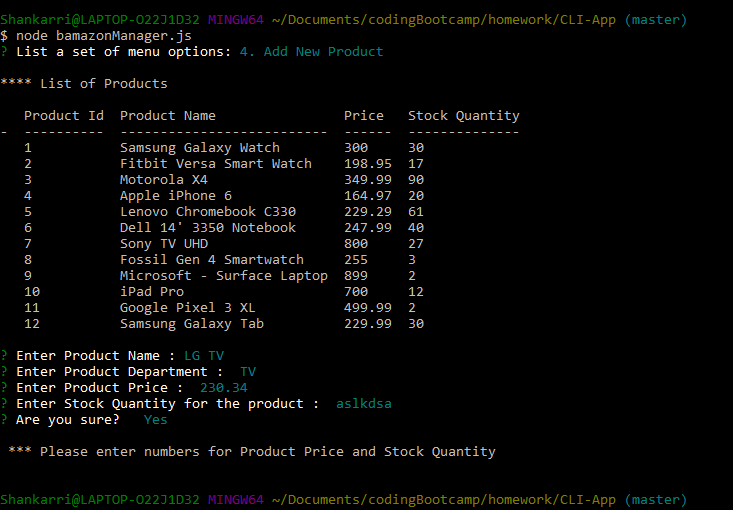 Shankarri@LAPTOP-O22J1D32 MINGW64 ~/Documents/codingBootcamp/homework/CLI-App (master)
$ node bamazonManager.js
? List a set of menu options: 4. Add New Product
**** List of Products
Product Id  Product Name                Price   Stock Quantity
-  ----------  --------------------------  ------  --------------
1           Samsung Galaxy Watch        300     30
2           Fitbit Versa Smart Watch    198.95  17
3           Motorola X4                 349.99  90
4           Apple iPhone 6              164.97  20
5           Lenovo Chromebook C330      229.29  61
6           Dell 14' 3350 Notebook      247.99  40
7           Sony TV UHD                 800     27
8           Fossil Gen 4 Smartwatch     255     3
9           Microsoft - Surface Laptop  899     2
10          iPad Pro                    700     12
11          Google Pixel 3 XL           499.99  2
12          Samsung Galaxy Tab          229.99  30
? Enter Product Name : LG TV
? Enter Product Department :  TV
? Enter Product Price :  230.34
? Enter Stock Quantity for the product :  aslkdsa
? Are you sure?   Yes
*** Please enter numbers for Product Price and Stock Quantity
Shankarri@LAPTOP-O22J1D32 MINGW64 ~/Documents/codingBootcamp/homework/CLI-App (master)